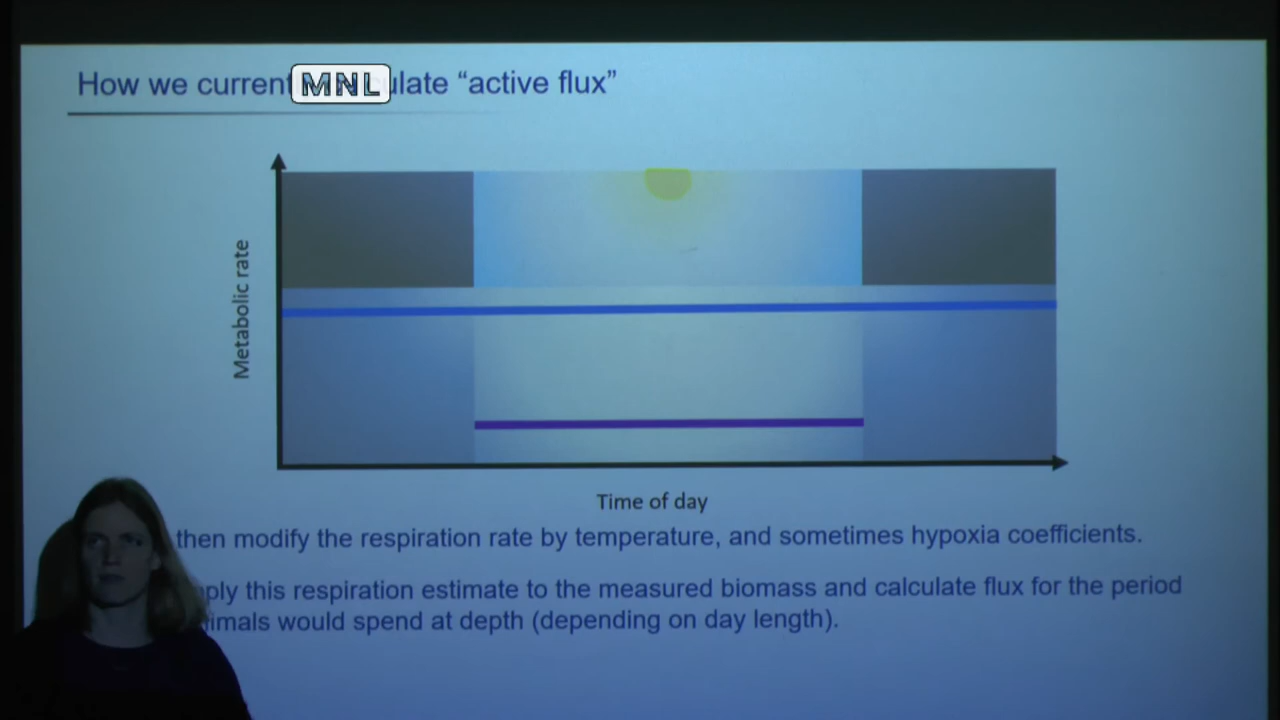 How we current MNL ulate “active flux”
Metabolic rate
Time of day
then modify the respiration rate by temperature, and sometimes hypoxia coefficients.
ply this respiration estimate to the measured biomass and calculate flux for the period
imals would spend at depth (depending on day length).